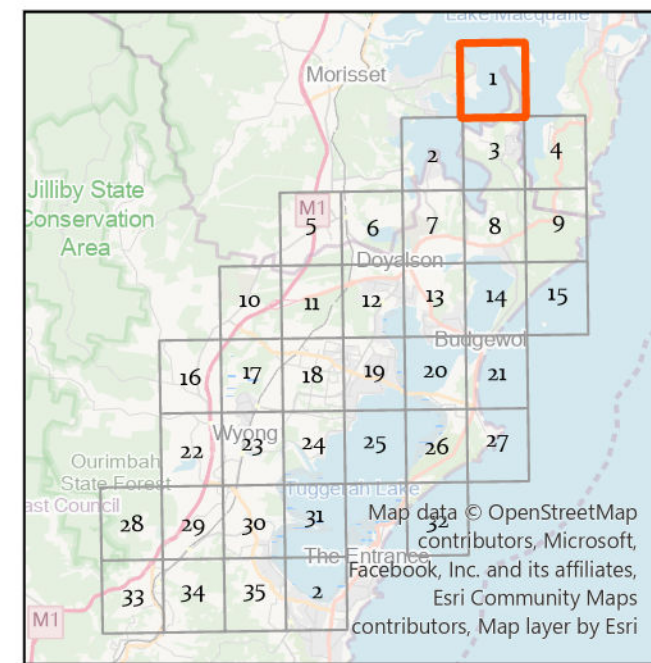 Lake Macquarie
Morisset
1
2 3 4
Jilliby State
Conservation
Area
M1
5 6 7 8 9
Doyalson
10 11 12 13 14 15
Budgewoi
16 17 18 19 20 21
Wyong
22 23 24 25 26 27
Ourimbah
State Forest
ast Council
Tuggerah Lake
28 29 30 31 32
Map data © OpenStreetMap
contributors, Microsoft,
The Entrance
Facebook, Inc. and its affiliates,
33 34 35 2
Esri Community Maps
M1
contributors, Map layer by Esri